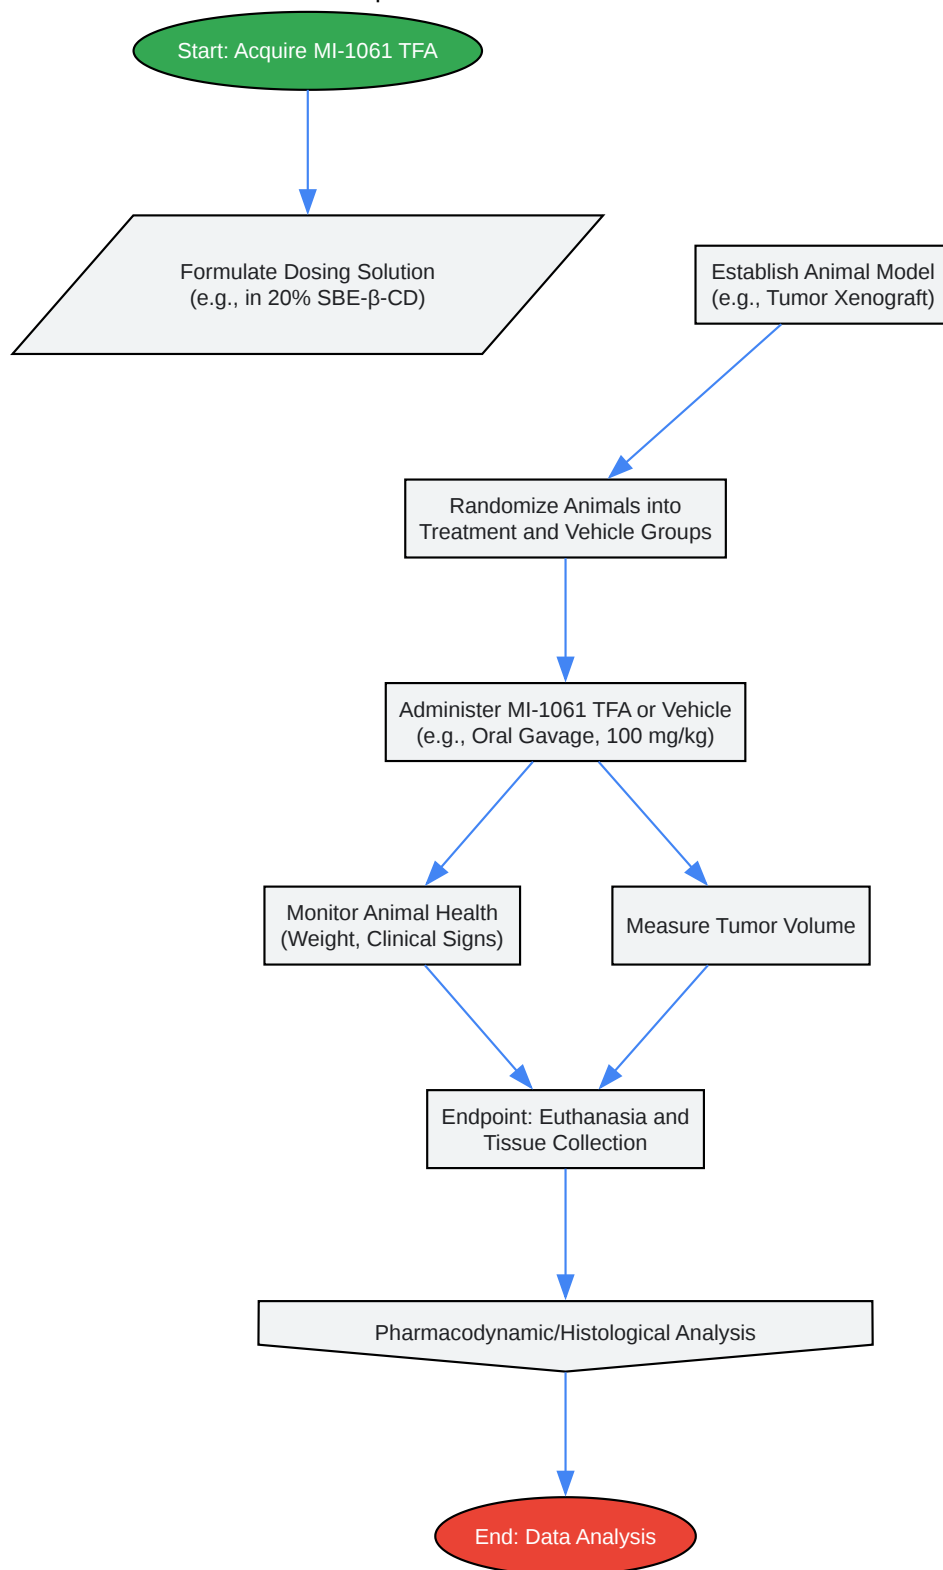 Start: Acquire MI-1061 TFA
Formulate Dosing Solution
(e.g., in 20% SBE-β-CD)
Establish Animal Model
(e.g., Tumor Xenograft)
Randomize Animals into
Treatment and Vehicle Groups
Administer MI-1061 TFA or Vehicle
(e.g., Oral Gavage, 100 mg/kg)
Monitor Animal Health
(Weight, Clinical Signs)
Measure Tumor Volume
Endpoint: Euthanasia and
Tissue Collection
Pharmacodynamic/Histological Analysis
End: Data Analysis